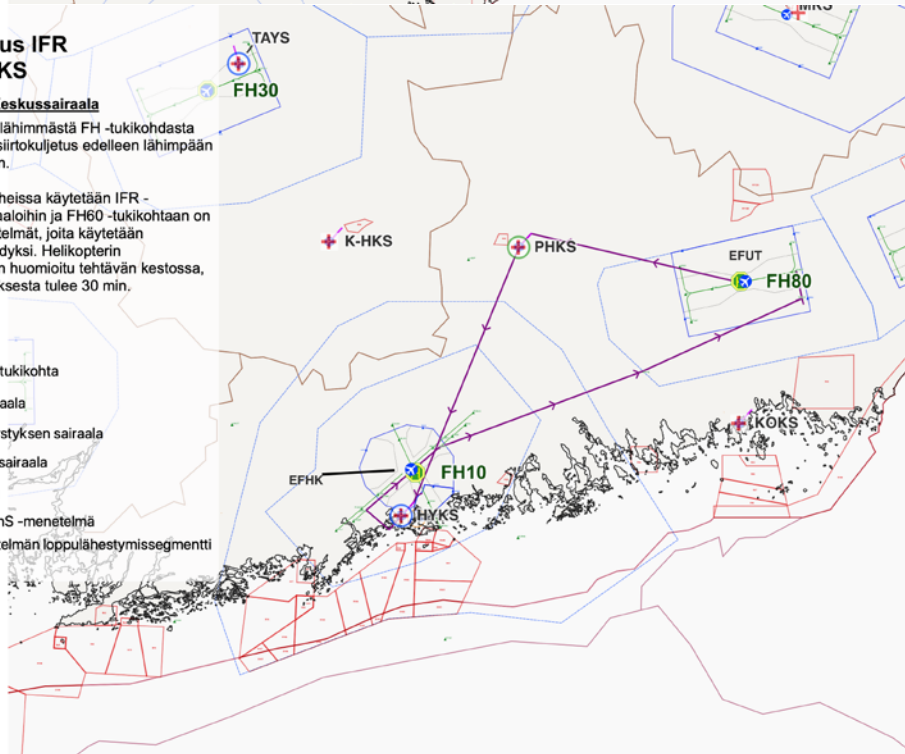 us IFR
KS
eskussairaala
lähimmästä FH -tukikohdasta
siirtokuljetus edelleen lähimpään
n.
heissa käytetään IFR -
aaloihin ja FH60 -tukikohtaan on
telmät, joita käytetään
dyksi. Helikopterin
n huomioitu tehtävän kestossa,
ksesta tulee 30 min.
tukikohta
aala
styksen sairaala
sairaala
nS -menetelmä
telmän loppulähestymissegmentti
TAYS
FH30
MKS
K-HKS
PHKS
EFUT
FH80
KOKS
EFHK
FH10
HYKS